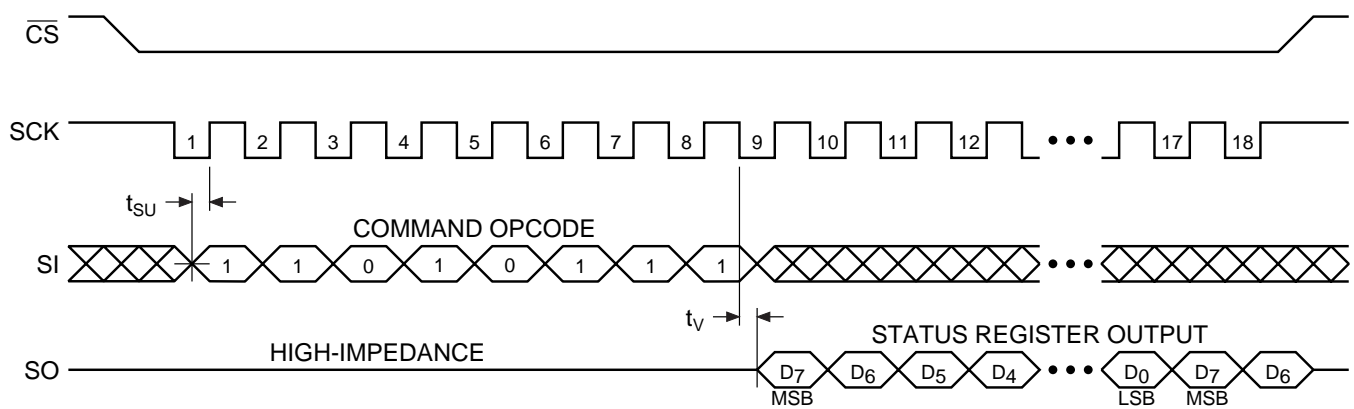 CS
SCK 1 2 3 4 5 6 7 8 9 10 11 12 ••• 17 18
tSU
COMMAND OPCODE
SI 1 1 0 1 0 1 1 1 •••
tV
HIGH-IMPEDANCE STATUS REGISTER OUTPUT
SO D7 D6 D5 D4 ••• D0 D7 D6
MSB LSB MSB